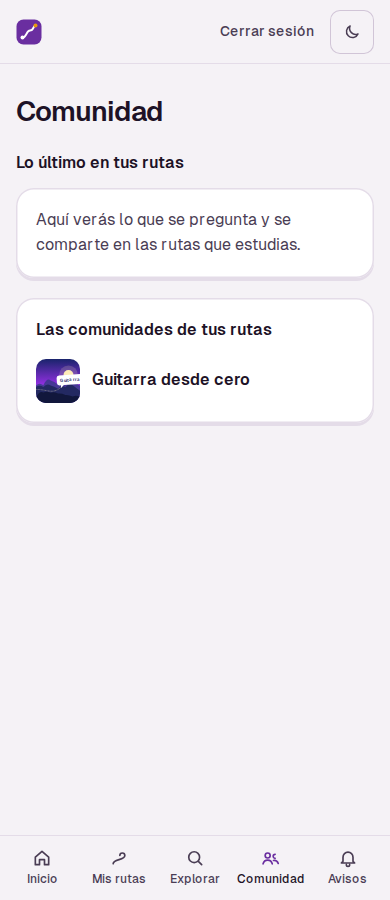 Cerrar sesión
Comunidad
Lo último en tus rutas
Aquí verás lo que se pregunta y se
comparte en las rutas que estudias.
Las comunidades de tus rutas
Guitarra desde cero
Inicio
Mis rutas
Explorar
Comunidad
Avisos